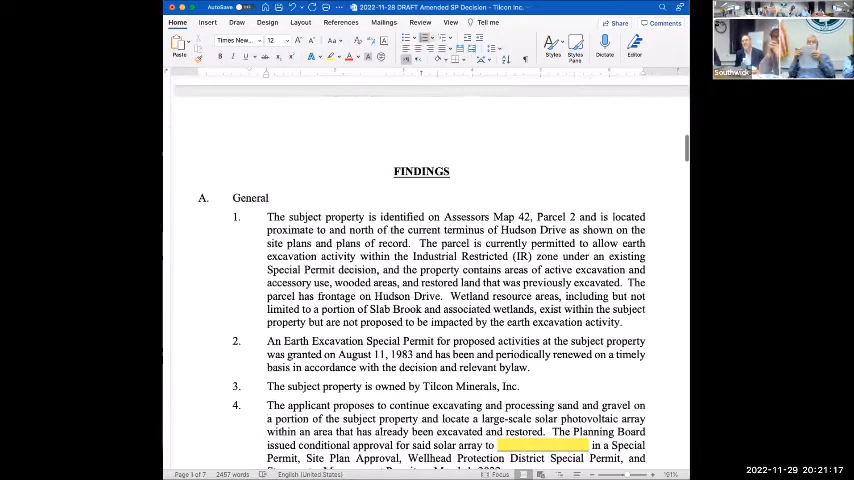 AutoSave
2022-11-28 DRAFT Amended SP Decision - Tilcon Inc.
Home Insert Draw Design Layout References Mailings Review View Tell me
Share Comments
Times New... 12
Paste
Styles Styles Pane Dictate Editor
Southwick
FINDINGS
A. General
1. The subject property is identified on Assessors Map 42, Parcel 2 and is located
proximate to and north of the current terminus of Hudson Drive as shown on the
site plans and plans of record. The parcel is currently permitted to allow earth
excavation activity within the Industrial Restricted (IR) zone under an existing
Special Permit decision, and the property contains areas of active excavation and
accessory use, wooded areas, and restored land that was previously excavated. The
parcel has frontage on Hudson Drive. Wetland resource areas, including but not
limited to a portion of Slab Brook and associated wetlands, exist within the subject
property but are not proposed to be impacted by the earth excavation activity.
2. An Earth Excavation Special Permit for proposed activities at the subject property
was granted on August 11, 1983 and has been and periodically renewed on a timely
basis in accordance with the decision and relevant bylaw.
3. The subject property is owned by Tilcon Minerals, Inc.
4. The applicant proposes to continue excavating and processing sand and gravel on
a portion of the subject property and locate a large-scale solar photovoltaic array
within an area that has already been excavated and restored. The Planning Board
issued conditional approval for said solar array to in a Special
Permit, Site Plan Approval, Wellhead Protection District Special Permit, and
Page 1 of 7 2457 words English (United States) Focus 191%
2022-11-29 20:21:17